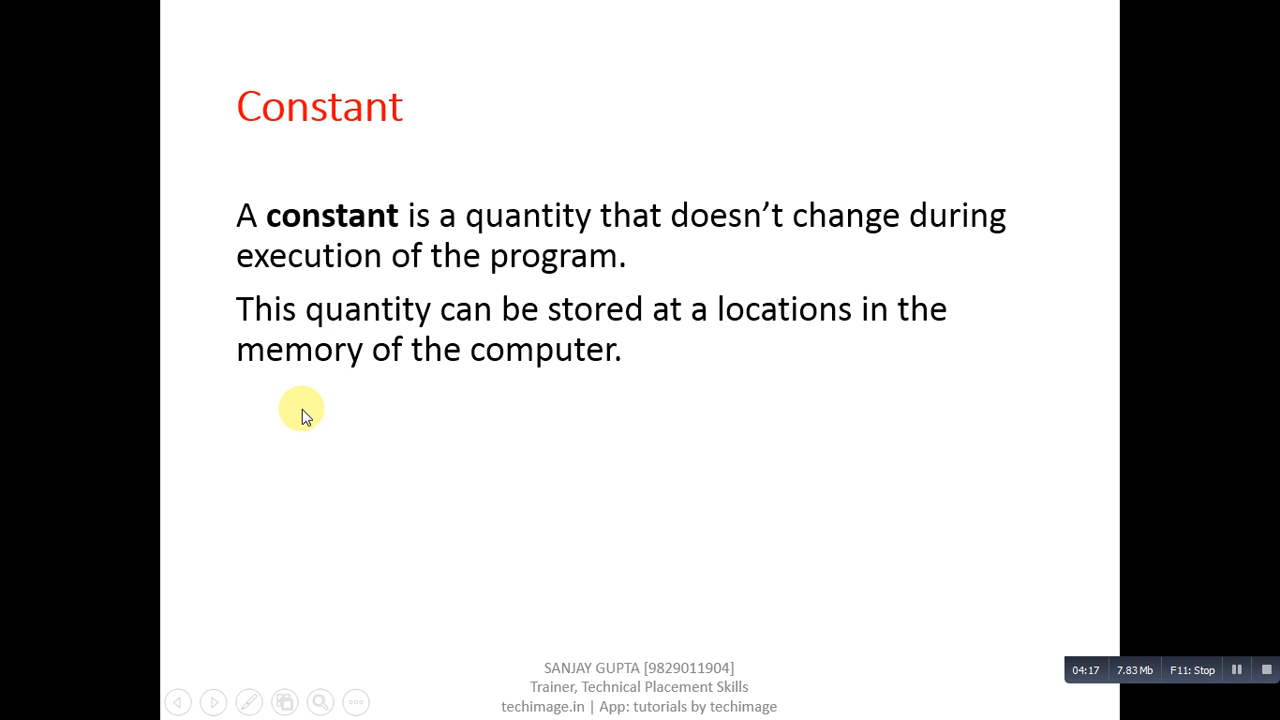 Constant
A constant is a quantity that doesn’t change during
execution of the program.
This quantity can be stored at a locations in the
memory of the computer.
SANJAY GUPTA [9829011904]
Trainer, Technical Placement Skills
techimage.in | App: tutorials by techimage
04:17 7.83 Mb F11: Stop